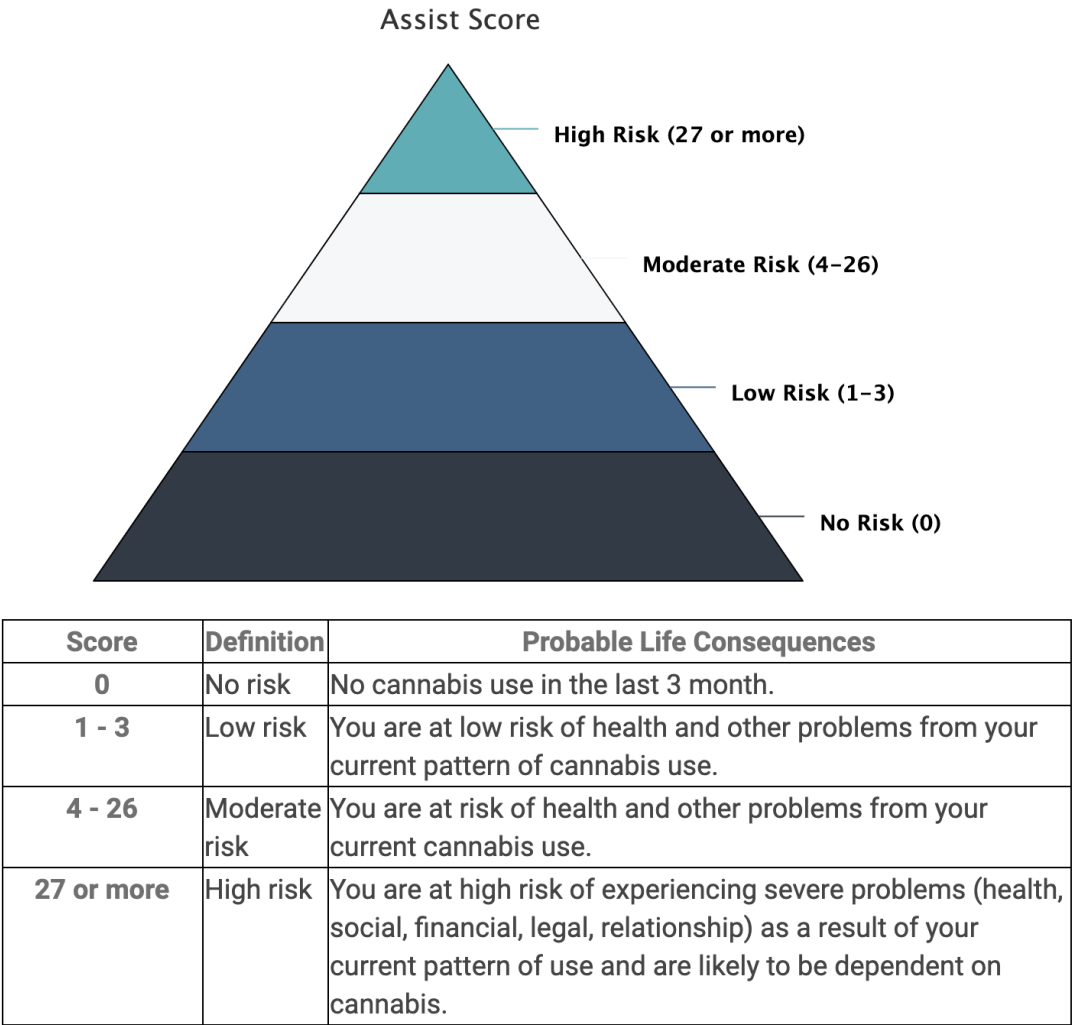 Assist Score
High Risk (27 or more)
Moderate Risk (4–26)
Low Risk (1–3)
No Risk (0)
Score Definition Probable Life Consequences
0 No risk No cannabis use in the last 3 month.
1 - 3 Low risk You are at low risk of health and other problems from your
current pattern of cannabis use.
4 - 26 Moderate You are at risk of health and other problems from your
risk current cannabis use.
27 or more High risk You are at high risk of experiencing severe problems (health,
social, financial, legal, relationship) as a result of your
current pattern of use and are likely to be dependent on
cannabis.